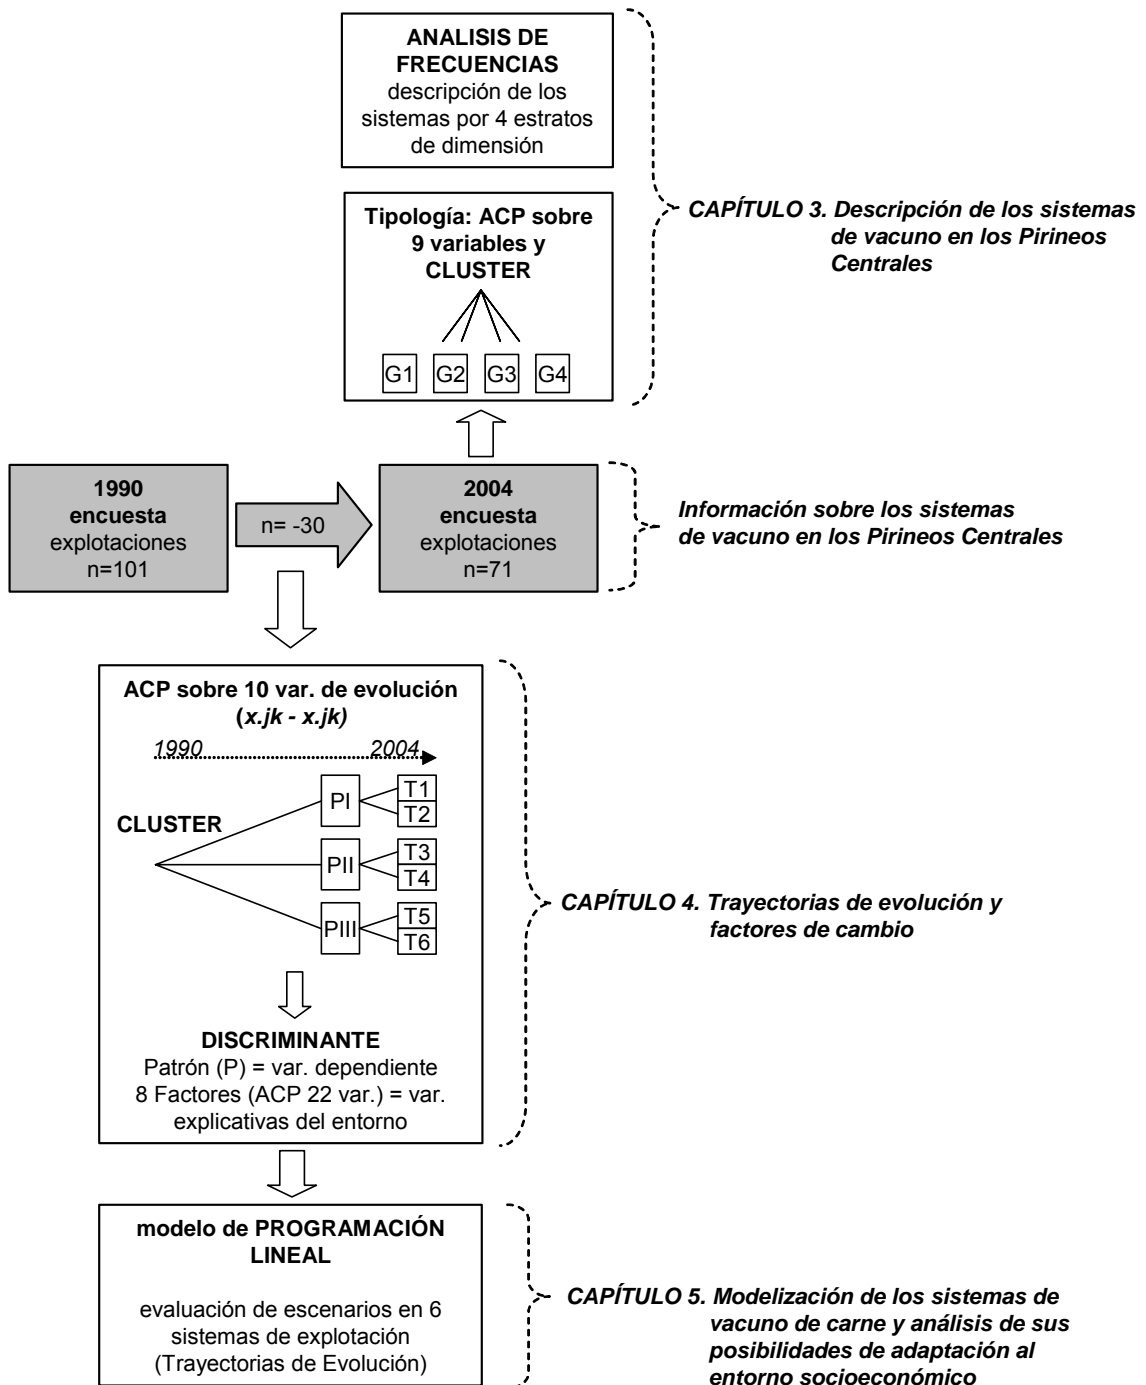 ANALISIS DE
FRECUENCIAS
descripción de los
sistemas por 4 estratos
de dimensión
Tipología: ACP sobre
9 variables y
CLUSTER
G1 G2 G3 G4
CAPÍTULO 3. Descripción de los sistemas
de vacuno en los Pirineos
Centrales
1990
encuesta
explotaciones
n=101
n= -30
2004
encuesta
explotaciones
n=71
Información sobre los sistemas
de vacuno en los Pirineos Centrales
ACP sobre 10 var. de evolución
(x.jk - x.jk)
1990 2004
CLUSTER
PI
T1
T2
PII
T3
T4
PIII
T5
T6
DISCRIMINANTE
Patrón (P) = var. dependiente
8 Factores (ACP 22 var.) = var.
explicativas del entorno
CAPÍTULO 4. Trayectorias de evolución y
factores de cambio
modelo de PROGRAMACIÓN
LINEAL
evaluación de escenarios en 6
sistemas de explotación
(Trayectorias de Evolución)
CAPÍTULO 5. Modelización de los sistemas de
vacuno de carne y análisis de sus
posibilidades de adaptación al
entorno socioeconómico